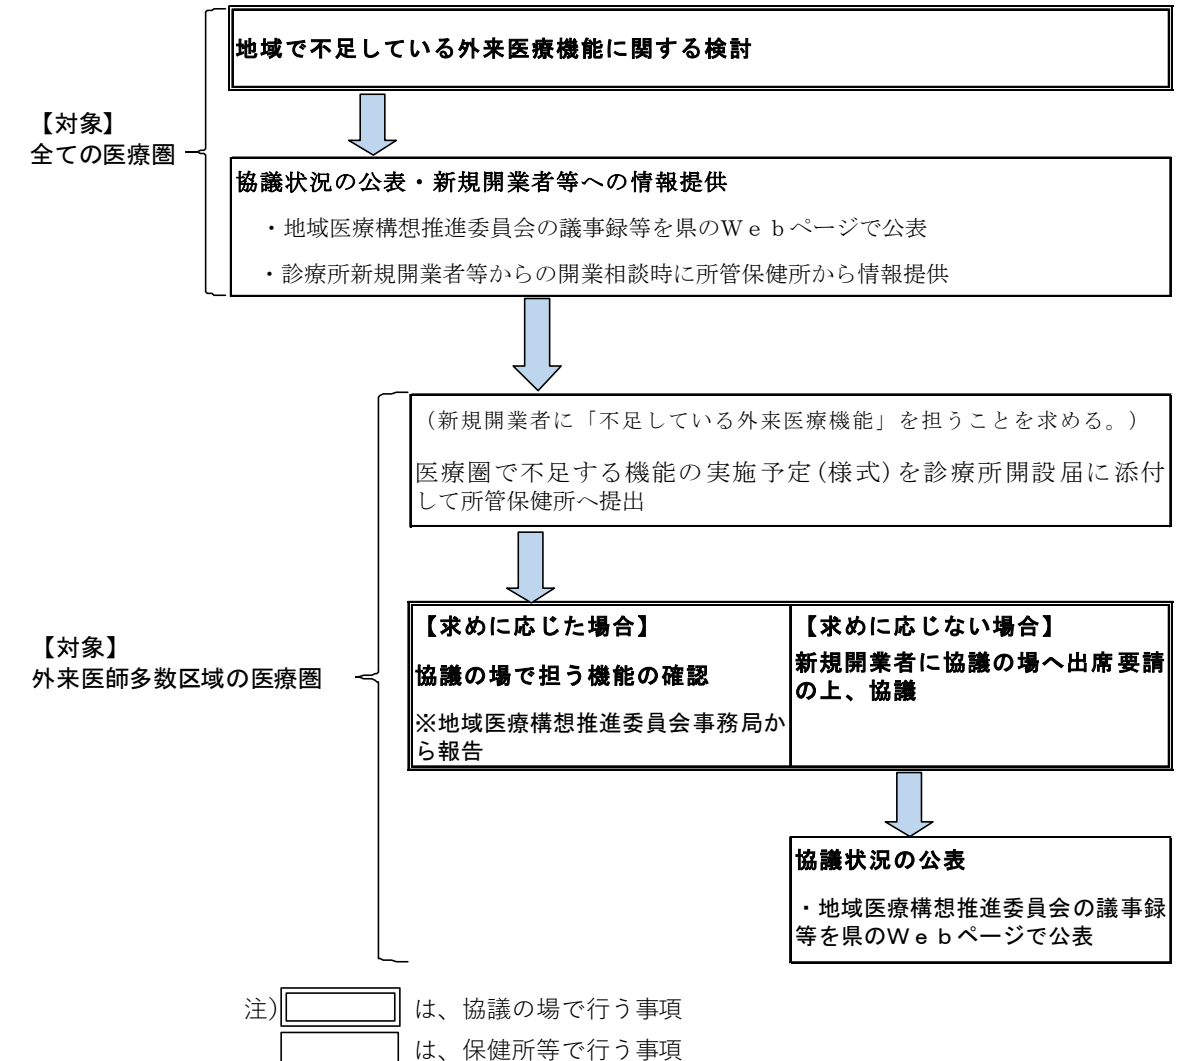 地域で不足している外来医療機能に関する検討
【対象】
全ての医療圏
協議状況の公表・新規開業者等への情報提供
・地域医療構想推進委員会の議事録等を県のWebページで公表
・診療所新規開業者等からの開業相談時に所管保健所から情報提供
(新規開業者に「不足している外来医療機能」を担うことを求める。)
医療圏で不足する機能の実施予定(様式)を診療所開設届に添付
して所管保健所へ提出
【対象】
外来医師多数区域の医療圏
【求めに応じた場合】
協議の場で担う機能の確認
※地域医療構想推進委員会事務局か
ら報告
【求めに応じない場合】
新規開業者に協議の場へ出席要請
の上、協議
協議状況の公表
・地域医療構想推進委員会の議事録
等を県のWebページで公表
注)　は、協議の場で行う事項
は、保健所等で行う事項